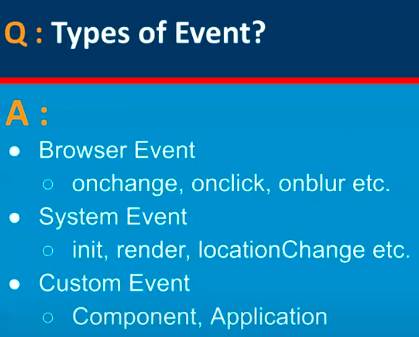 Q : Types of Event?
A :
● Browser Event
○ onchange, onclick, onblur etc.
● System Event
○ init, render, locationChange etc.
● Custom Event
○ Component, Application